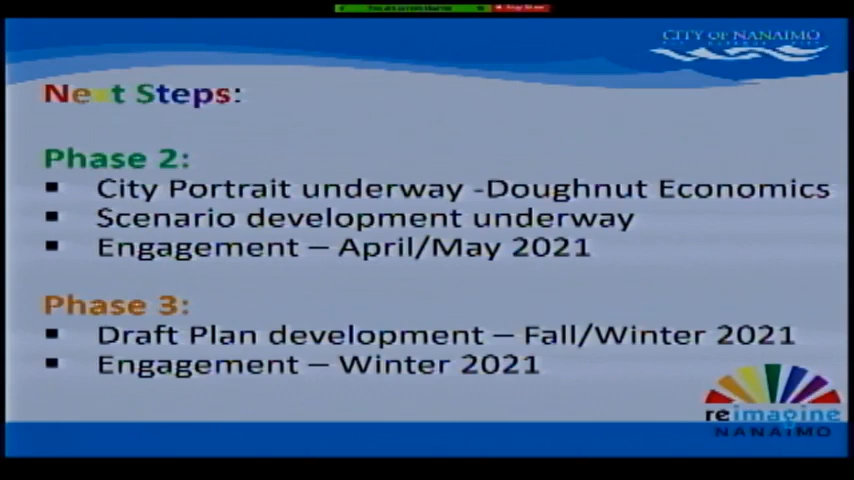 CITY OF NANAIMO
Next Steps:
Phase 2:
▪ City Portrait underway -Doughnut Economics
▪ Scenario development underway
▪ Engagement – April/May 2021
Phase 3:
▪ Draft Plan development – Fall/Winter 2021
▪ Engagement – Winter 2021
reimagine
NANAIMO